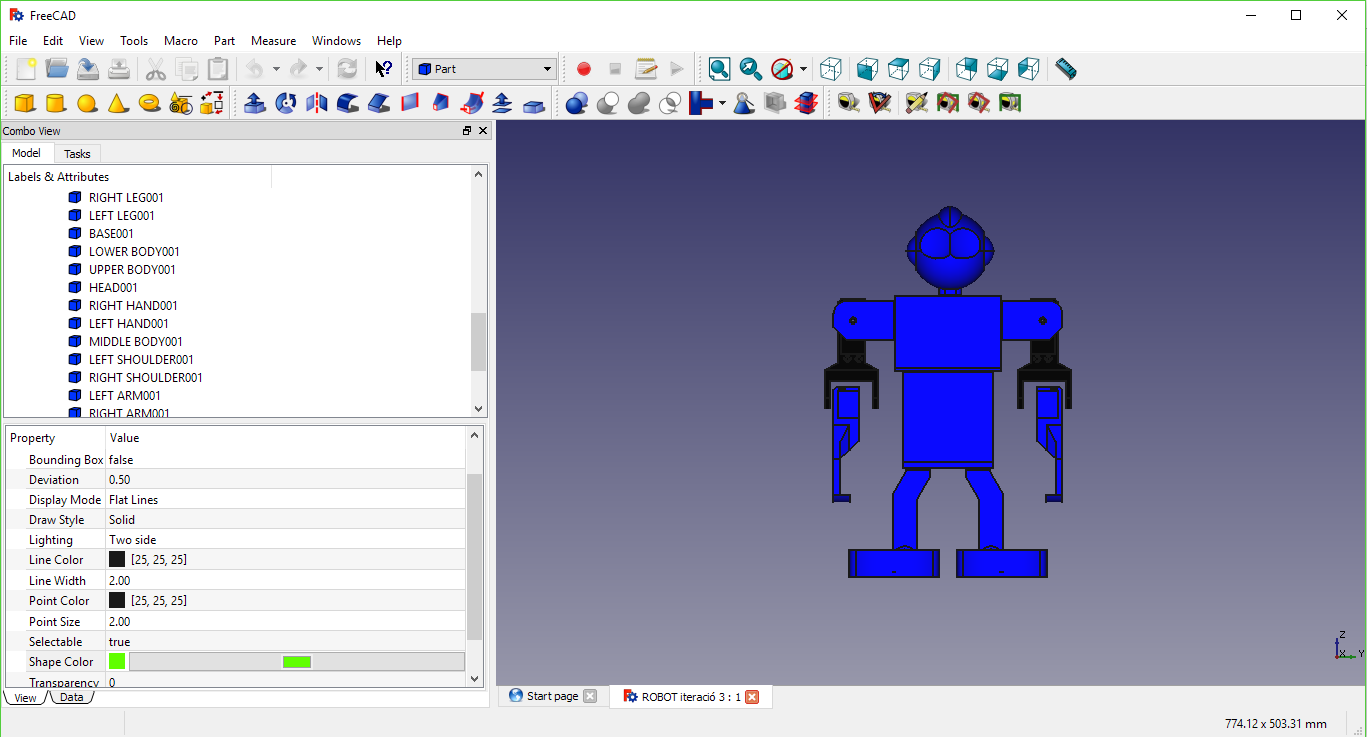 FreeCAD
File Edit View Tools Macro Part Measure Windows Help
Part
Combo View
Model Tasks
Labels & Attributes
RIGHT LEG001
LEFT LEG001
BASE001
LOWER BODY001
UPPER BODY001
HEAD001
RIGHT HAND001
LEFT HAND001
MIDDLE BODY001
LEFT SHOULDER001
RIGHT SHOULDER001
LEFT ARM001
RIGHT ARM001
Property Value
Bounding Box false
Deviation 0.50
Display Mode Flat Lines
Draw Style Solid
Lighting Two side
Line Color [25, 25, 25]
Line Width 2.00
Point Color [25, 25, 25]
Point Size 2.00
Selectable true
Shape Color
Transparency 0
View Data
Z
X Y
Start page ROBOT iteració 3 : 1
774.12 x 503.31 mm